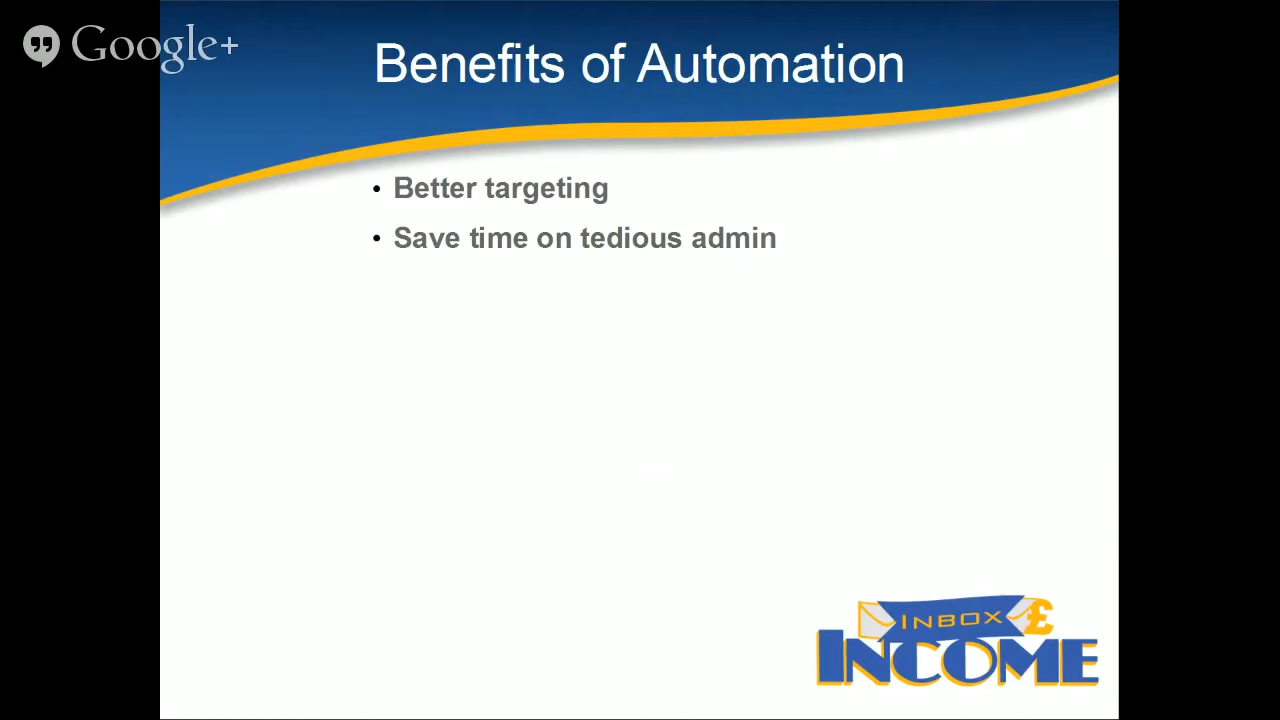 Google+
Benefits of Automation
• Better targeting
• Save time on tedious admin
INBOX £
INCOME